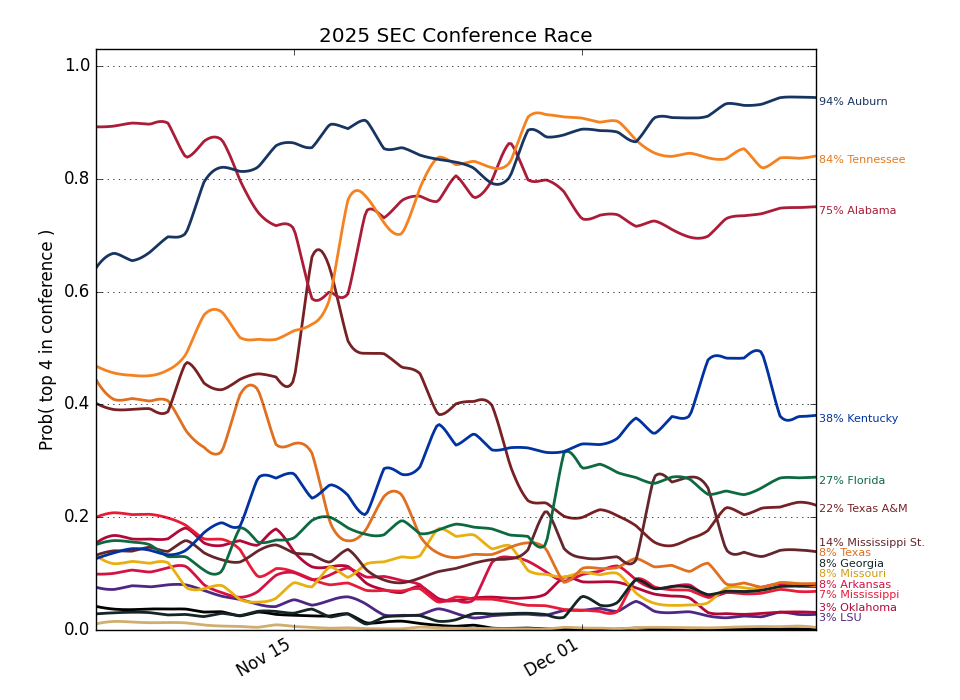 2025 SEC Conference Race
Prob( top 4 in conference )
1.0
0.8
0.6
0.4
0.2
0.0
Nov 15
Dec 01
94% Auburn
84% Tennessee
75% Alabama
38% Kentucky
27% Florida
22% Texas A&M
14% Mississippi St.
8% Texas
8% Georgia
8% Missouri
8% Arkansas
7% Mississippi
3% Oklahoma
3% LSU